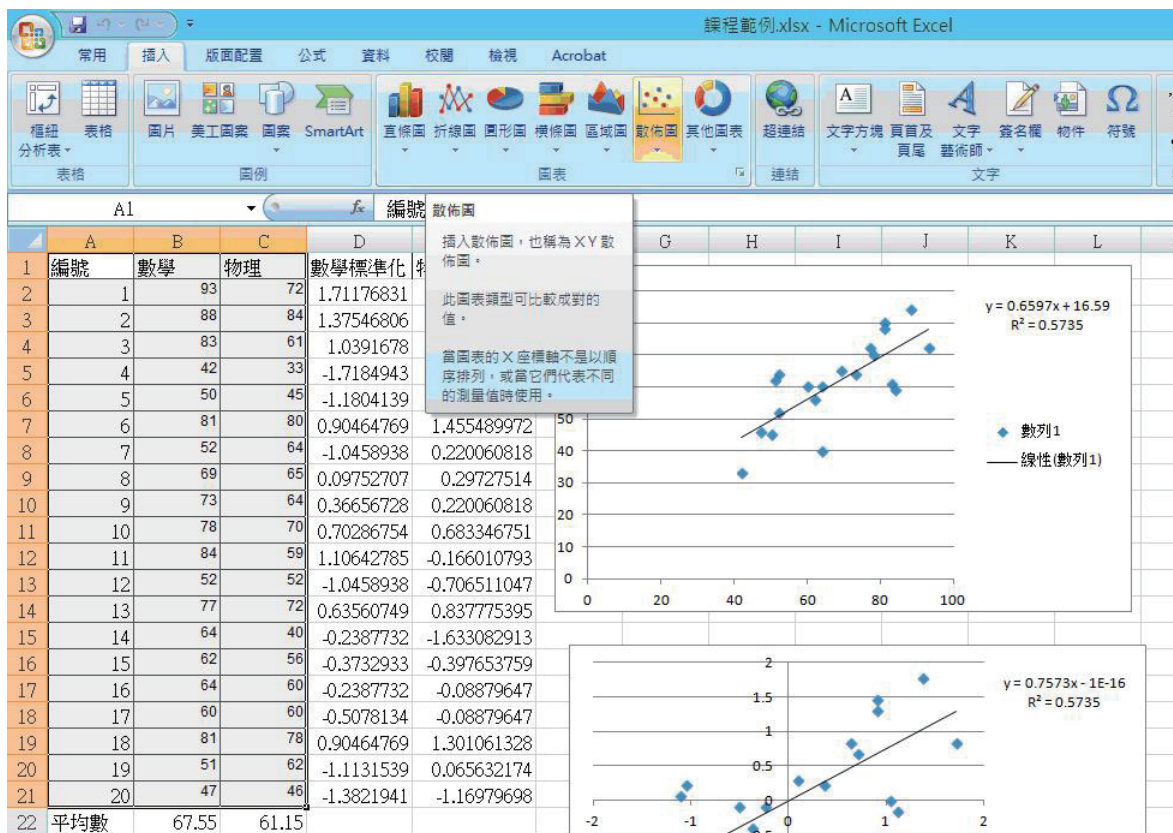 課程範例.xlsx - Microsoft Excel
常用 插入 版面配置 公式 資料 校閱 檢視 Acrobat
樞紐分析表 表格 圖片 美工圖案 圖案 SmartArt 直條圖 折線圖 圓形圖 橫條圖 區域圖 散佈圖 其他圖表 超連結 文字方塊 頁首及頁尾 文字藝術師 簽名欄 物件 符號
表格 圖例 圖表 連結 文字
A1 fx 編號
散佈圖
插入散佈圖，也稱為 X Y 散
佈圖。
此圖表類型可比較成對的
值。
當圖表的 X 座標軸不是以順
序排列，或當它們代表不同
的測量值時使用。
A B C D G H I J K L
1 編號 數學 物理 數學標準化
2 1 93 72 1.71176831
3 2 88 84 1.37546806
4 3 83 61 1.0391678
5 4 42 33 -1.7184943
6 5 50 45 -1.1804139
7 6 81 80 0.90464769 1.455489972
8 7 52 64 -1.0458938 0.220060818
9 8 69 65 0.09752707 0.29727514
10 9 73 64 0.36656728 0.220060818
11 10 78 70 0.70286754 0.683346751
12 11 84 59 1.10642785 -0.166010793
13 12 52 52 -1.0458938 -0.706511047
14 13 77 72 0.63560749 0.837775395
15 14 64 40 -0.2387732 -1.633082913
16 15 62 56 -0.3732933 -0.397653759
17 16 64 60 -0.2387732 -0.08879647
18 17 60 60 -0.5078134 -0.08879647
19 18 81 78 0.90464769 1.301061328
20 19 51 62 -1.1131539 0.065632174
21 20 47 46 -1.3821941 -1.16979698
22 平均數 67.55 61.15
y = 0.6597x + 16.59
R² = 0.5735
50
40
30
20
10
0
0 20 40 60 80 100
數列1
線性(數列1)
y = 0.7573x - 1E-16
R² = 0.5735
2
1.5
1
0.5
0
-2 -1 0 1 2